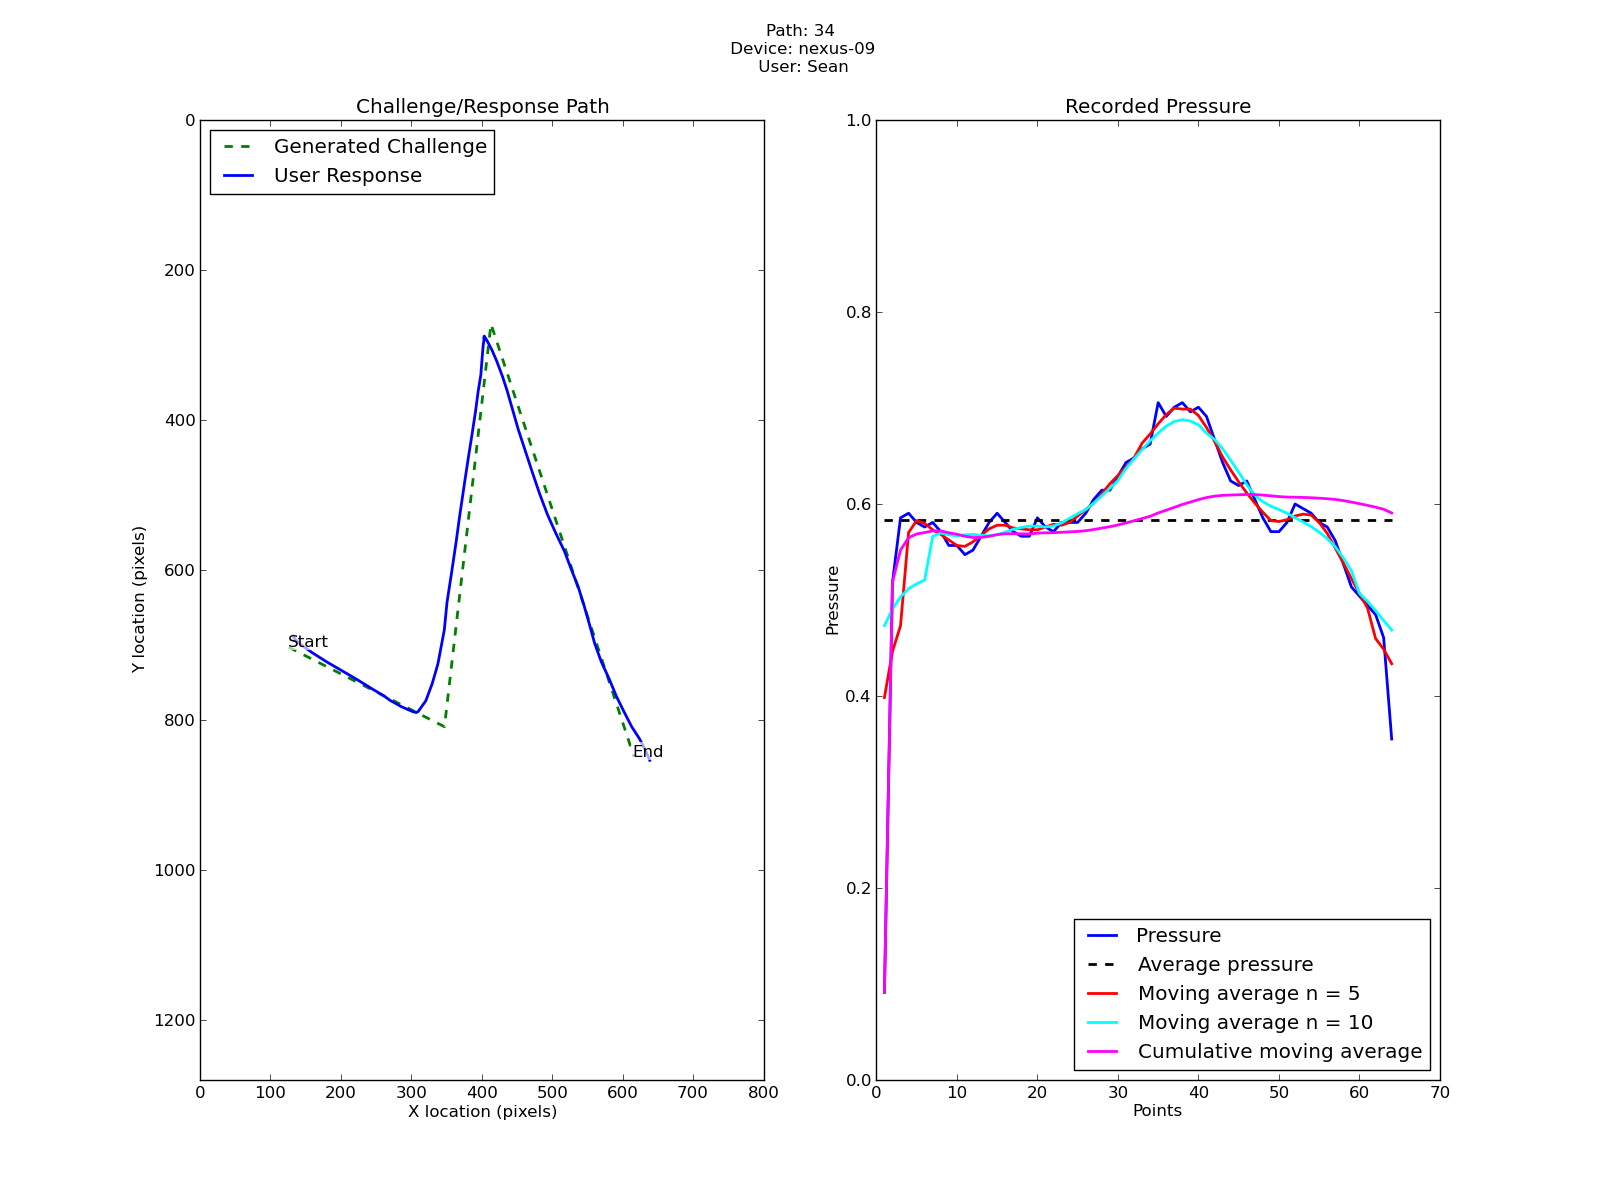 Path: 34
Device: nexus-09
User: Sean
Challenge/Response Path
Generated Challenge
User Response
0
200
400
600
800
1000
1200
Y location (pixels)
Start
End
0 100 200 300 400 500 600 700 800
X location (pixels)
Recorded Pressure
1.0
0.8
0.6
0.4
0.2
0.0
Pressure
Pressure
Average pressure
Moving average n = 5
Moving average n = 10
Cumulative moving average
0 10 20 30 40 50 60 70
Points